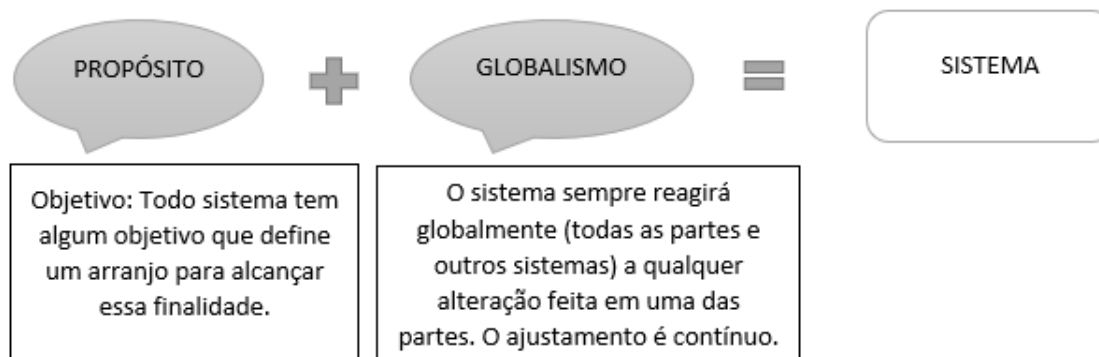 PROPÓSITO
GLOBALISMO
SISTEMA
Objetivo: Todo sistema tem
algum objetivo que define
um arranjo para alcançar
essa finalidade.
O sistema sempre reagirá
globalmente (todas as partes e
outros sistemas) a qualquer
alteração feita em uma das
partes. O ajustamento é contínuo.